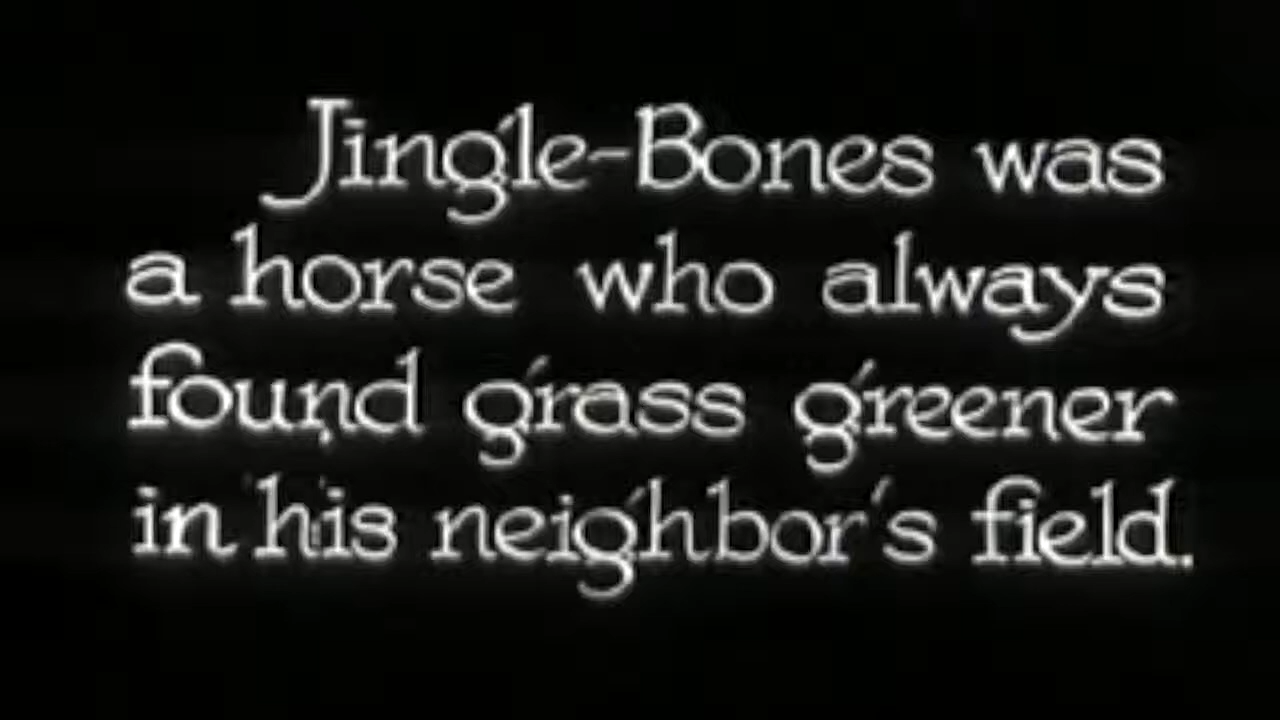 Jingle-Bones was
a horse who always
found grass greener
in his neighbor's field.